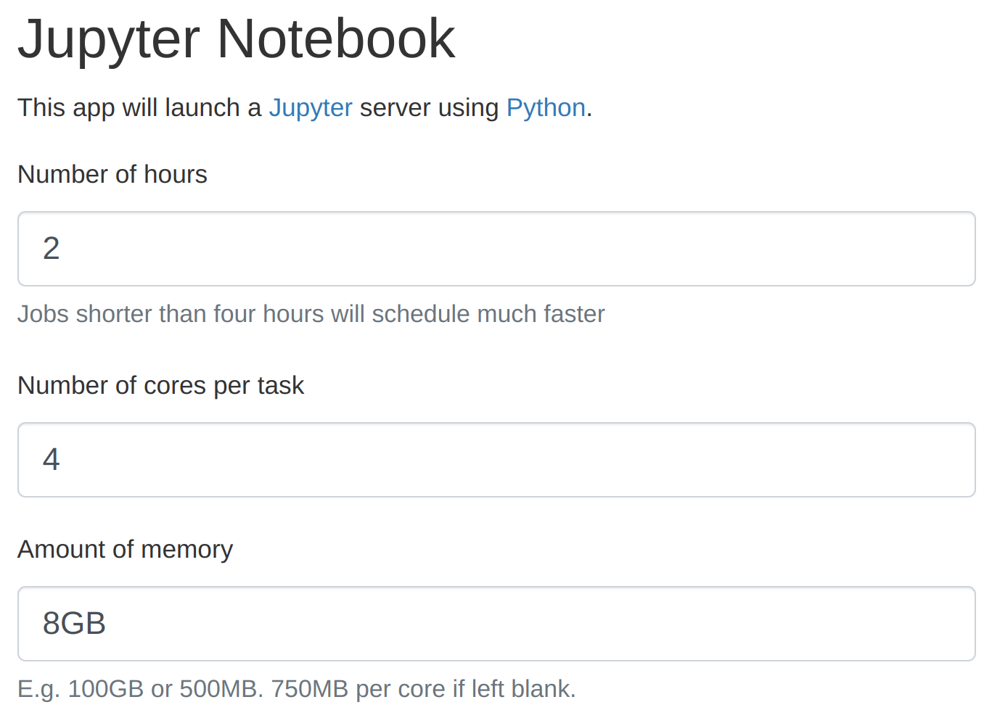 Jupyter Notebook
This app will launch a Jupyter server using Python.
Number of hours
2
Jobs shorter than four hours will schedule much faster
Number of cores per task
4
Amount of memory
8GB
E.g. 100GB or 500MB. 750MB per core if left blank.